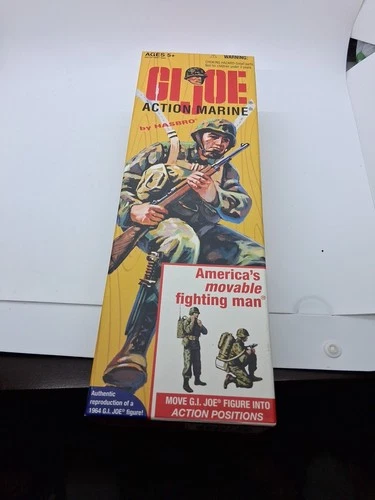 AGES 5+
WARNING:
GI JOE®
ACTION MARINE®
by HASBRO®
America's
movable
fighting man®
MOVE G.I. JOE® FIGURE INTO
ACTION POSITIONS
Authentic
reproduction of a
1964 G.I. JOE® figure!